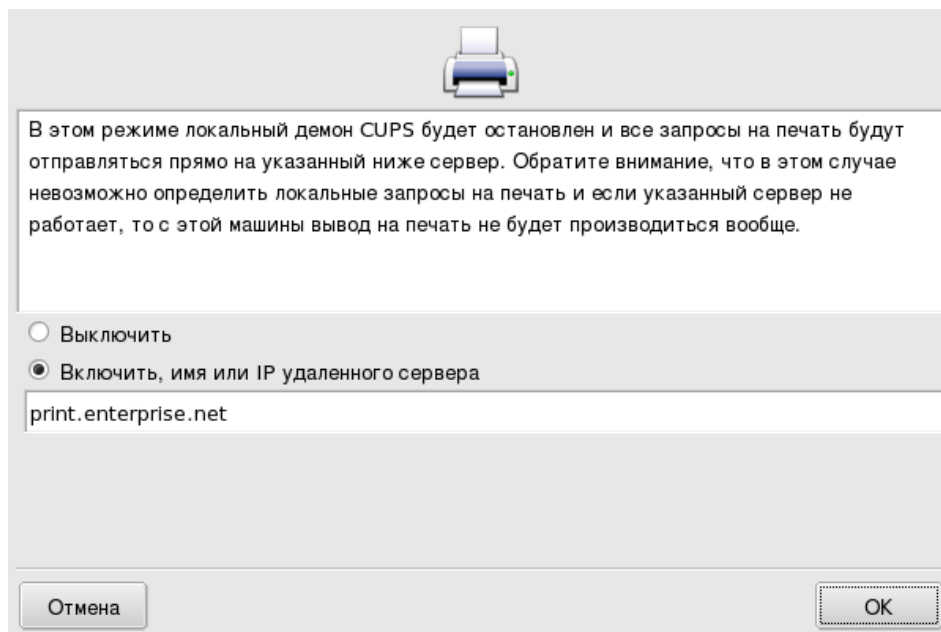 В этом режиме локальный демон CUPS будет остановлен и все запросы на печать будут
отправляться прямо на указанный ниже сервер. Обратите внимание, что в этом случае
невозможно определить локальные запросы на печать и если указанный сервер не
работает, то с этой машины вывод на печать не будет производиться вообще.
Выключить
Включить, имя или IP удаленного сервера
print.enterprise.net
Отмена
OK